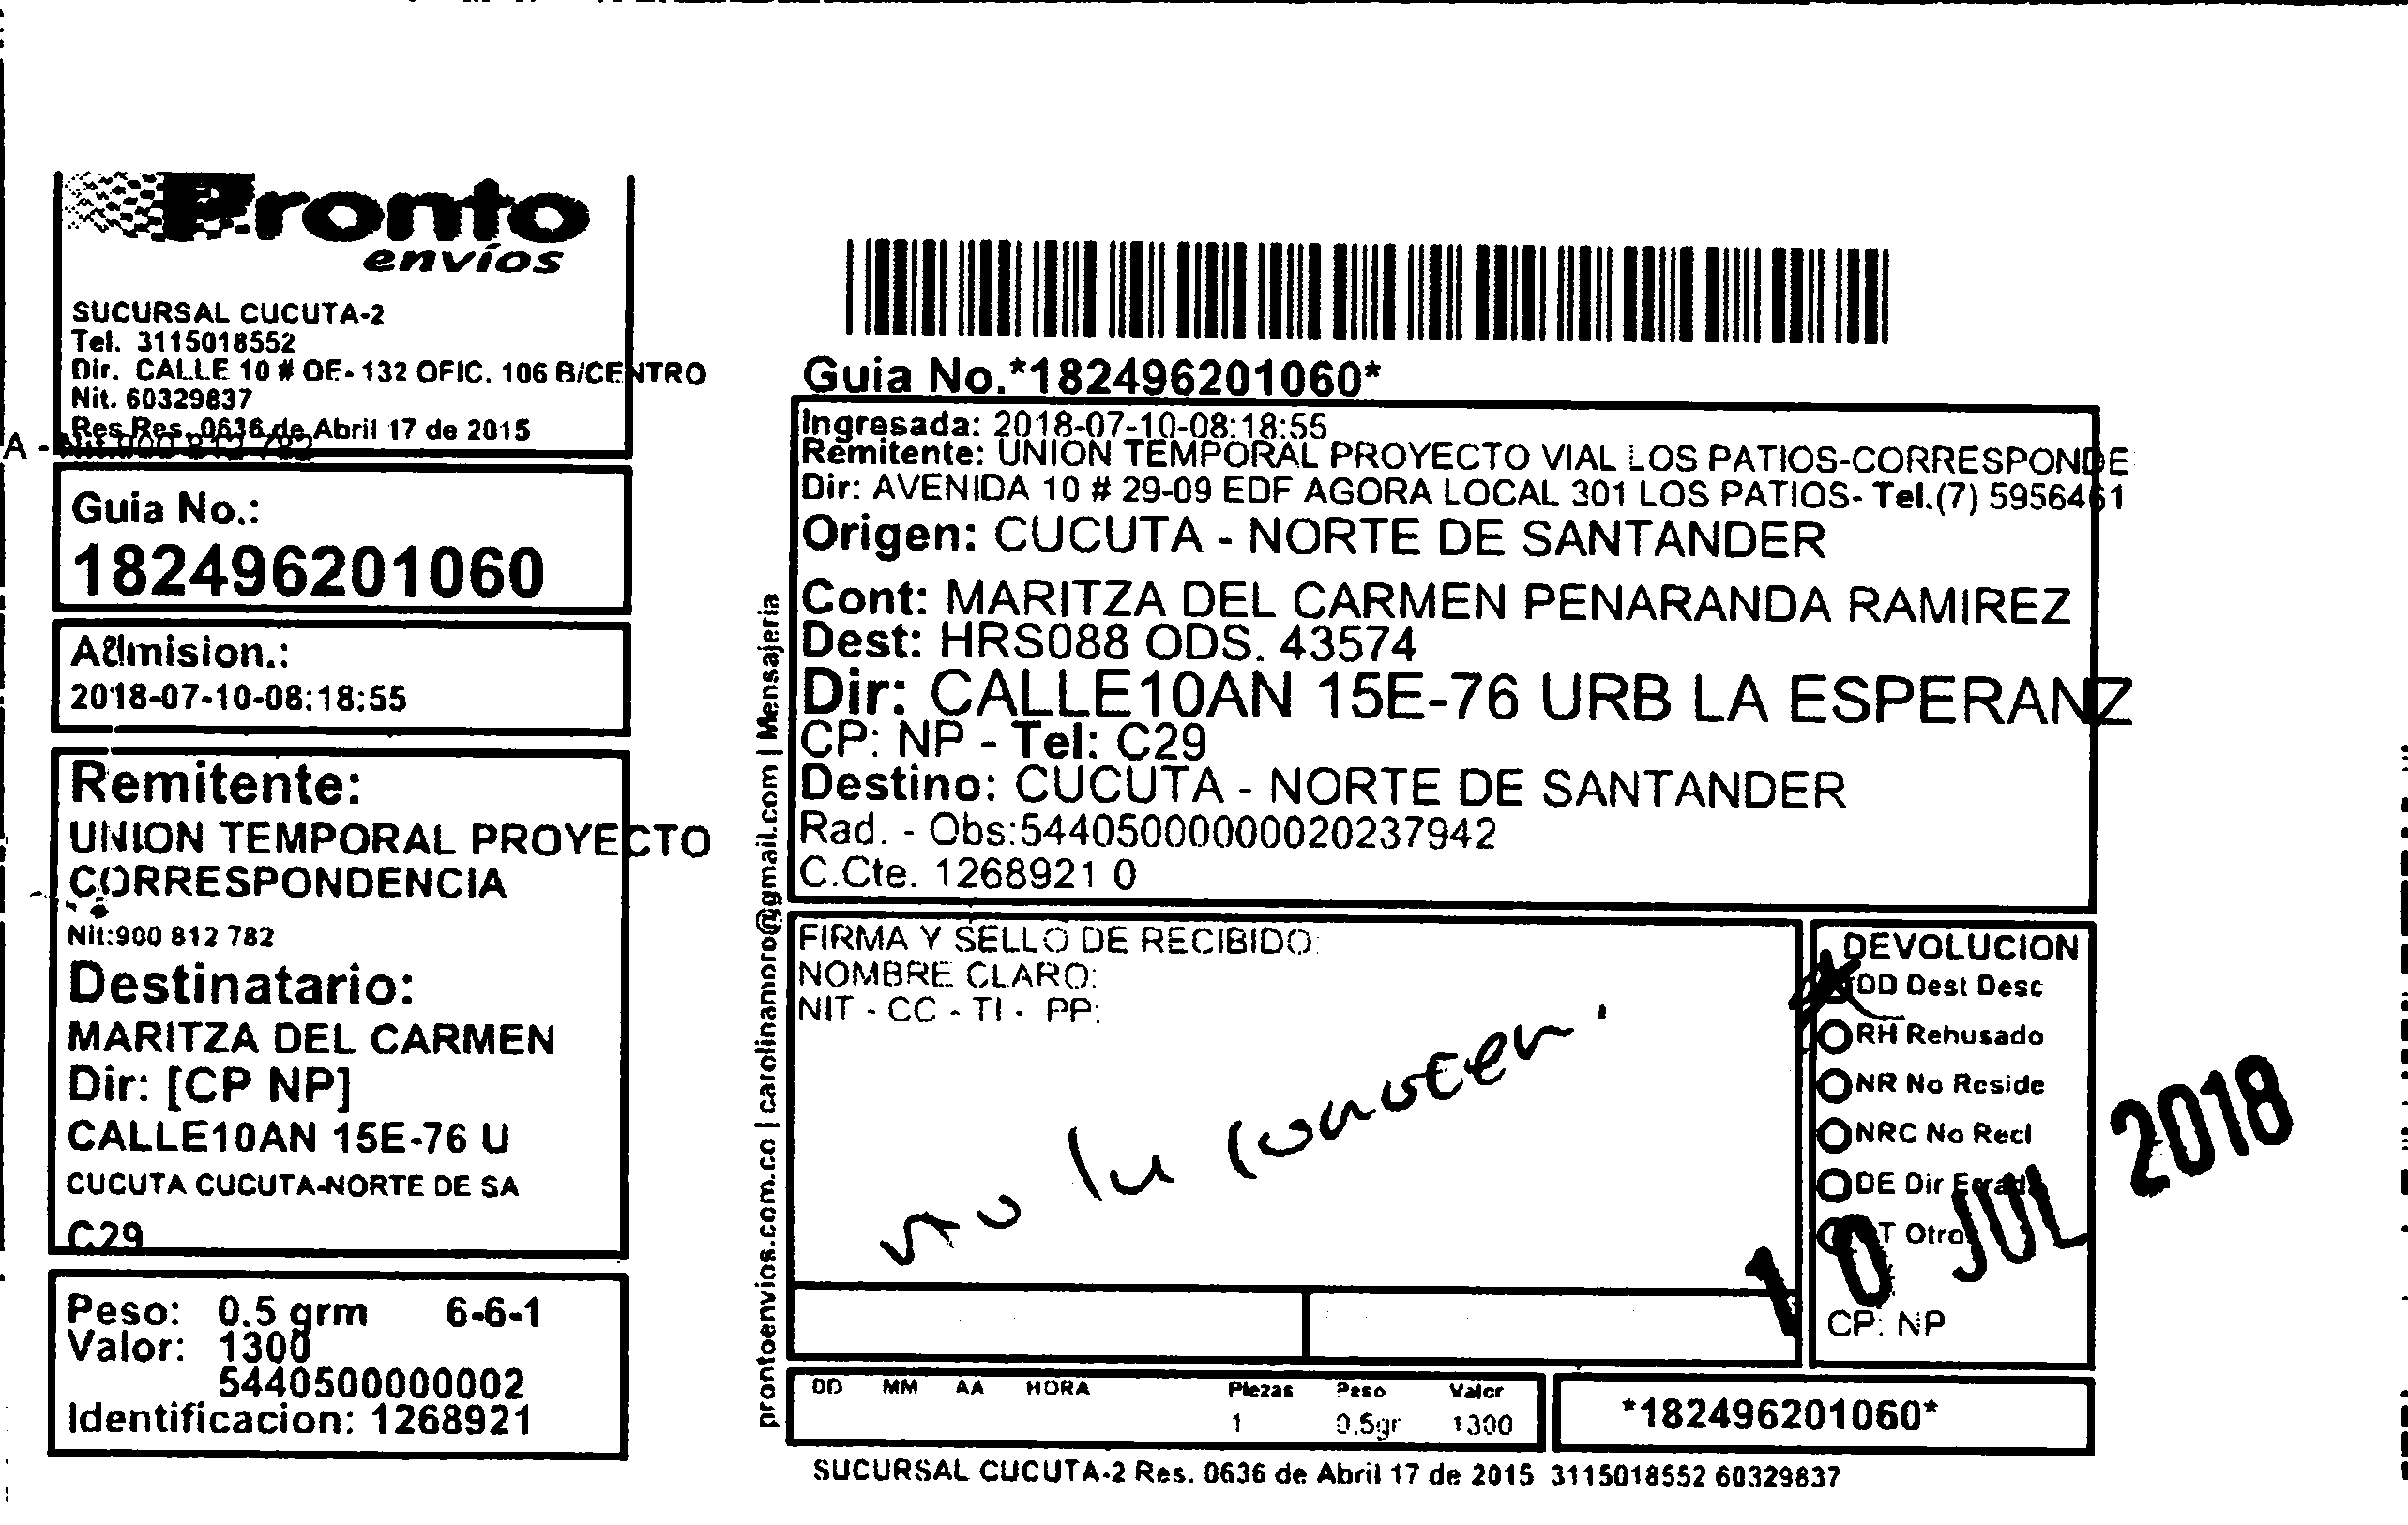 Pronto
envíos
SUCURSAL CUCUTA-2
Tel. 3115018552
Dir. CALLE 10 # OE-132 OFIC. 106 B/CENTRO
Nit. 60329837
Res Res. 0636 de Abril 17 de 2015
A - Nit.900 812 782
Guia No.:
182496201060
Admision.:
2018-07-10-08:18:55
Remitente:
UNION TEMPORAL PROYECTO
CORRESPONDENCIA
Nit:900 812 782
Destinatario:
MARITZA DEL CARMEN
Dir: [CP NP]
CALLE10AN 15E-76 U
CUCUTA CUCUTA-NORTE DE SA
C29
Peso: 0.5 grm 6-6-1
Valor: 1300
5440500000002
Identificacion: 1268921
prontoenvios.com.co | carolinamoro@gmail.com | Mensajeria
Guia No.*182496201060*
Ingresada: 2018-07-10-08:18:55
Remitente: UNION TEMPORAL PROYECTO VIAL LOS PATIOS-CORRESPONDE
Dir: AVENIDA 10 # 29-09 EDF AGORA LOCAL 301 LOS PATIOS- Tel.(7) 5956461
Origen: CUCUTA - NORTE DE SANTANDER
Cont: MARITZA DEL CARMEN PENARANDA RAMIREZ
Dest: HRS088 ODS. 43574
Dir: CALLE10AN 15E-76 URB LA ESPERANZ
CP: NP - Tel: C29
Destino: CUCUTA - NORTE DE SANTANDER
Rad. - Obs:544050000000020237942
C.Cte. 1268921 0
FIRMA Y SELLO DE RECIBIDO:
NOMBRE CLARO:
NIT - CC - TI - PP:
no la conocen.
DEVOLUCION
DD Dest Desc
RH Rehusado
NR No Reside
NRC No Recl
DE Dir Errada
OT Otro
10 JUL 2018
CP: NP
DD MM AA HORA Piezas Peso Valor
1 0.5gr 1300
*182496201060*
SUCURSAL CUCUTA-2 Res. 0636 de Abril 17 de 2015 3115018552 60329837